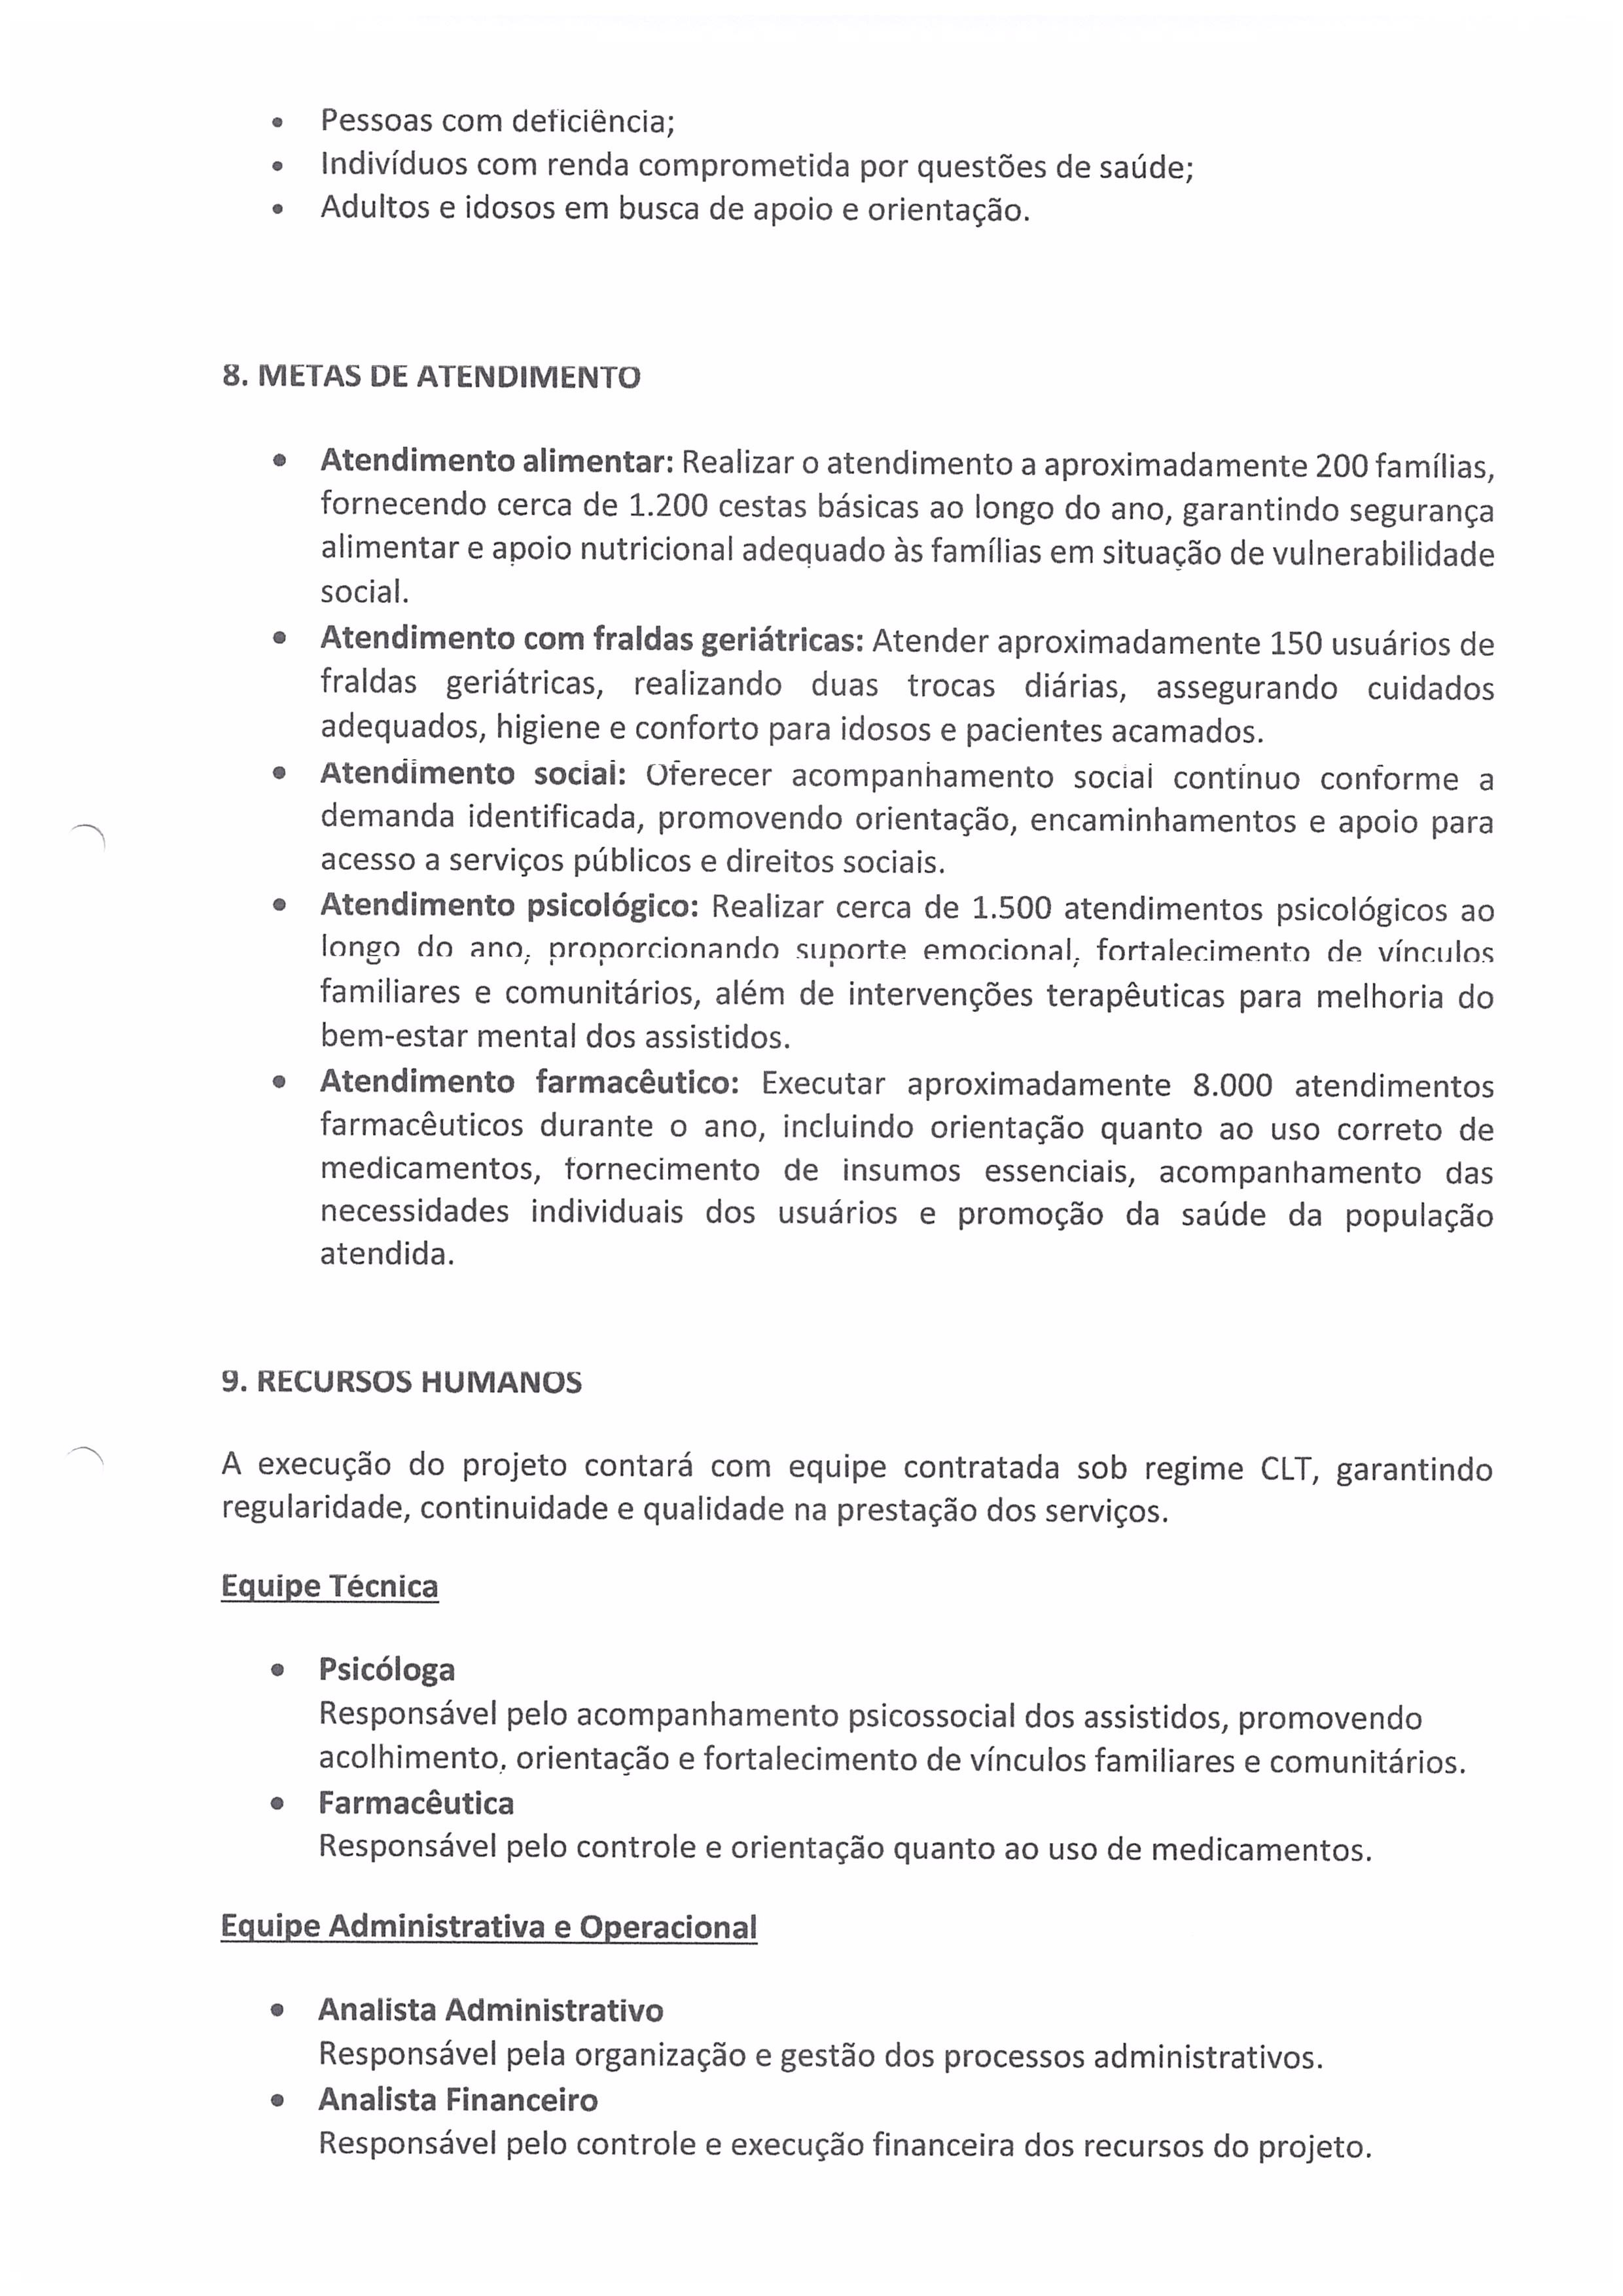 • Pessoas com deficiência;
• Indivíduos com renda comprometida por questões de saúde;
• Adultos e idosos em busca de apoio e orientação.
8. METAS DE ATENDIMENTO
• Atendimento alimentar: Realizar o atendimento a aproximadamente 200 famílias,
fornecendo cerca de 1.200 cestas básicas ao longo do ano, garantindo segurança
alimentar e apoio nutricional adequado às famílias em situação de vulnerabilidade
social.
• Atendimento com fraldas geriátricas: Atender aproximadamente 150 usuários de
fraldas geriátricas, realizando duas trocas diárias, assegurando cuidados
adequados, higiene e conforto para idosos e pacientes acamados.
• Atendimento social: Oferecer acompanhamento social contínuo conforme a
demanda identificada, promovendo orientação, encaminhamentos e apoio para
acesso a serviços públicos e direitos sociais.
• Atendimento psicológico: Realizar cerca de 1.500 atendimentos psicológicos ao
longo do ano, proporcionando suporte emocional, fortalecimento de vínculos
familiares e comunitários, além de intervenções terapêuticas para melhoria do
bem-estar mental dos assistidos.
• Atendimento farmacêutico: Executar aproximadamente 8.000 atendimentos
farmacêuticos durante o ano, incluindo orientação quanto ao uso correto de
medicamentos, fornecimento de insumos essenciais, acompanhamento das
necessidades individuais dos usuários e promoção da saúde da população
atendida.
9. RECURSOS HUMANOS
A execução do projeto contará com equipe contratada sob regime CLT, garantindo
regularidade, continuidade e qualidade na prestação dos serviços.
Equipe Técnica
• Psicóloga
Responsável pelo acompanhamento psicossocial dos assistidos, promovendo
acolhimento, orientação e fortalecimento de vínculos familiares e comunitários.
• Farmacêutica
Responsável pelo controle e orientação quanto ao uso de medicamentos.
Equipe Administrativa e Operacional
• Analista Administrativo
Responsável pela organização e gestão dos processos administrativos.
• Analista Financeiro
Responsável pelo controle e execução financeira dos recursos do projeto.